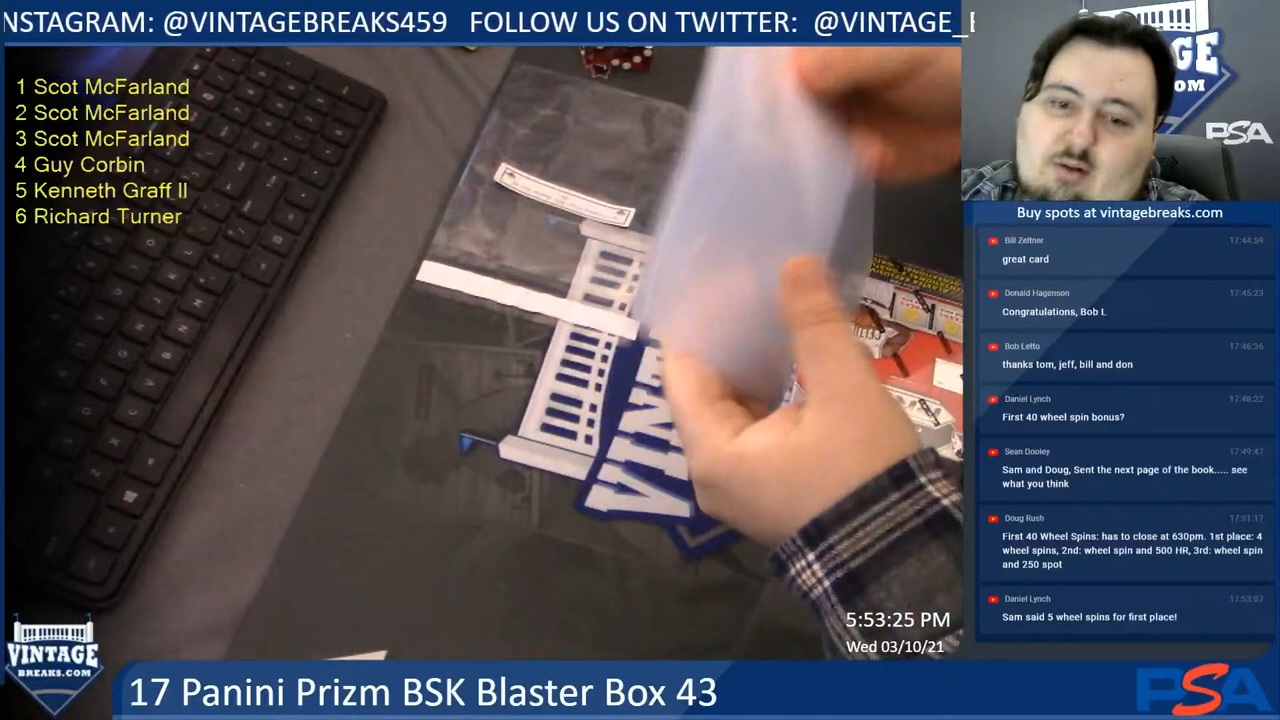 NSTAGRAM: @VINTAGEBREAKS459 FOLLOW US ON TWITTER: @VINTAGE_
1 Scot McFarland
2 Scot McFarland
3 Scot McFarland
4 Guy Corbin
5 Kenneth Graff II
6 Richard Turner
GE
OM
PSA
Buy spots at vintagebreaks.com
Bill Zeltner 17:44:59
great card
Donald Hagenson 17:45:23
Congratulations, Bob L
Bob Lefto 17:46:36
thanks tom, jeff, bill and don
Daniel Lynch 17:48:22
First 40 wheel spin bonus?
Sean Dooley 17:49:47
Sam and Doug, Sent the next page of the book..... see
what you think
Doug Rush 17:51:17
First 40 Wheel Spins: has to close at 630pm. 1st place: 4
wheel spins, 2nd: wheel spin and 500 HR, 3rd: wheel spin
and 250 spot
Daniel Lynch 17:53:07
Sam said 5 wheel spins for first place!
VIN
5:53:25 PM
Wed 03/10/21
VINTAGE
BREAKS.COM
17 Panini Prizm BSK Blaster Box 43
PSA